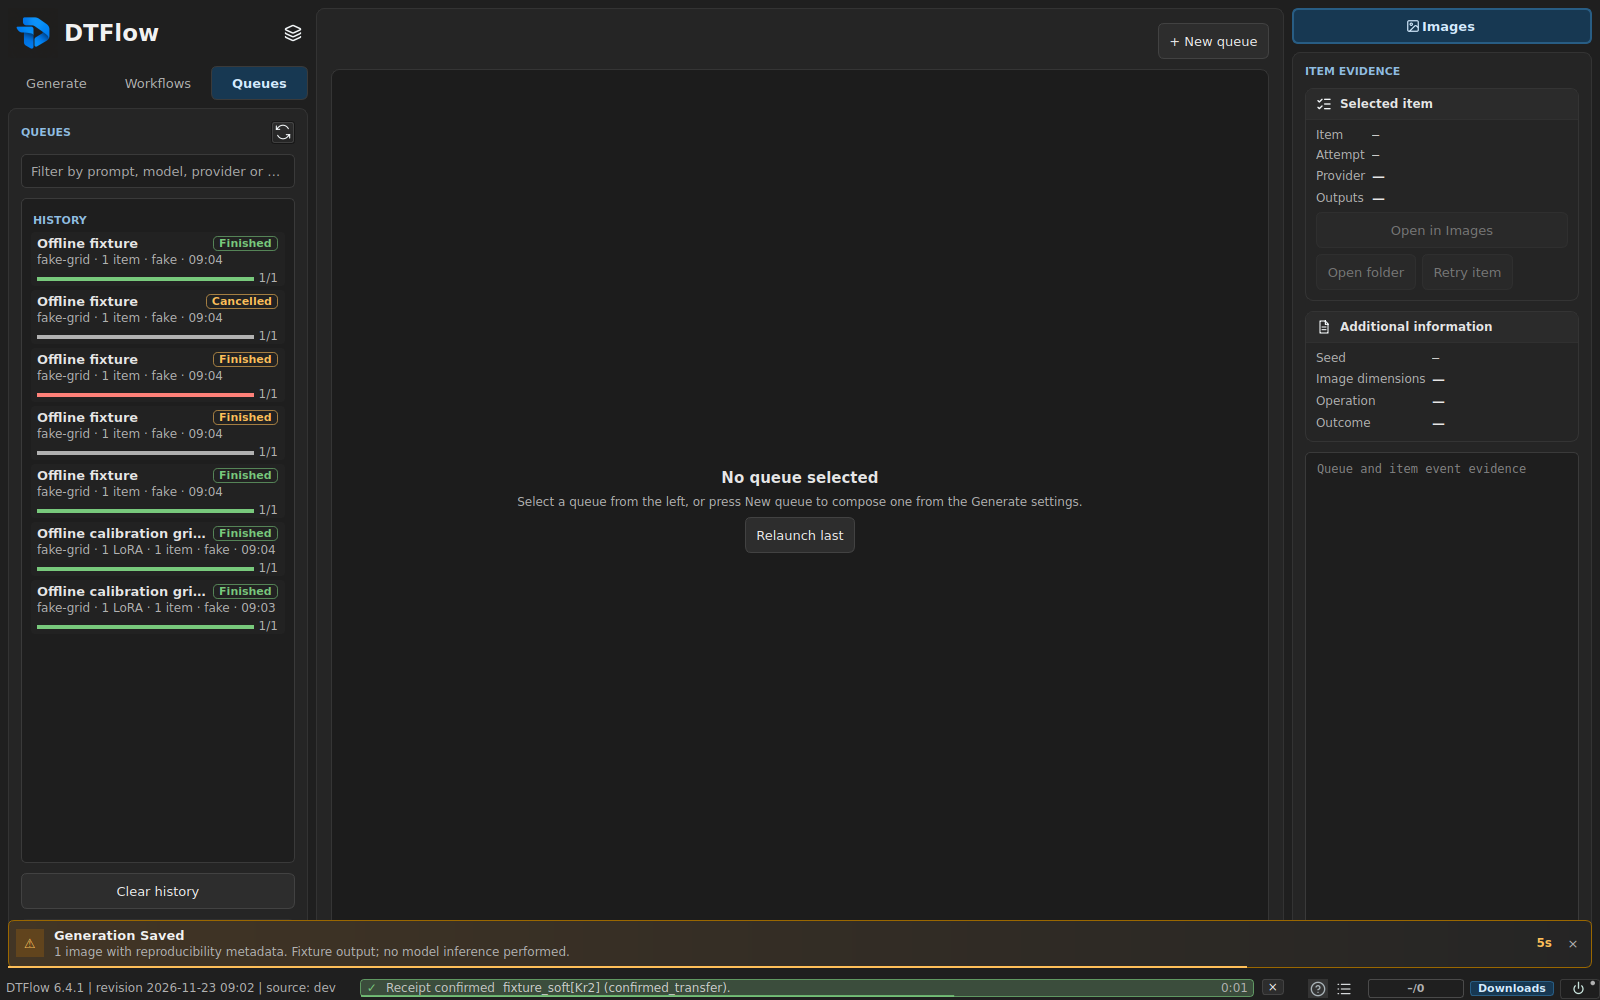 DTFlow
Generate Workflows Queues
QUEUES
Filter by prompt, model, provider or ...
HISTORY
Offline fixture Finished
fake-grid · 1 item · fake · 09:04
1/1
Offline fixture Cancelled
fake-grid · 1 item · fake · 09:04
1/1
Offline fixture Finished
fake-grid · 1 item · fake · 09:04
1/1
Offline fixture Finished
fake-grid · 1 item · fake · 09:04
1/1
Offline fixture Finished
fake-grid · 1 item · fake · 09:04
1/1
Offline calibration gri... Finished
fake-grid · 1 LoRA · 1 item · fake · 09:04
1/1
Offline calibration gri... Finished
fake-grid · 1 LoRA · 1 item · fake · 09:03
1/1
Clear history
+ New queue
No queue selected
Select a queue from the left, or press New queue to compose one from the Generate settings.
Relaunch last
Images
ITEM EVIDENCE
Selected item
Item –
Attempt –
Provider —
Outputs —
Open in Images
Open folder Retry item
Additional information
Seed –
Image dimensions —
Operation —
Outcome —
Queue and item event evidence
Generation Saved
1 image with reproducibility metadata. Fixture output; no model inference performed.
5s ×
DTFlow 6.4.1 | revision 2026-11-23 09:02 | source: dev
✓ Receipt confirmed fixture_soft[Kr2] (confirmed_transfer). 0:01 ×
–/0
Downloads